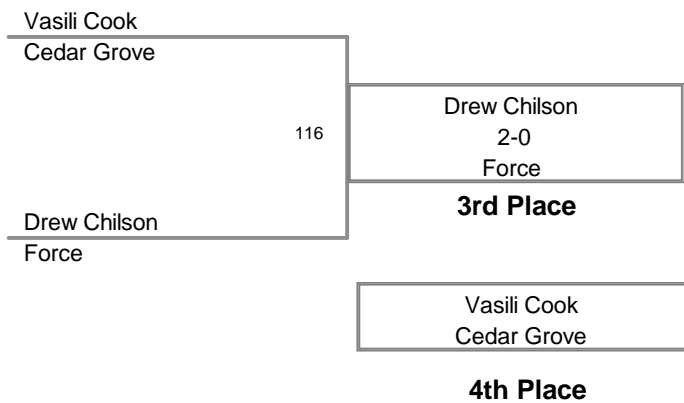 Vasili Cook
Cedar Grove
116
Drew Chilson
2-0
Force
3rd Place
Drew Chilson
Force
Vasili Cook
Cedar Grove
4th Place